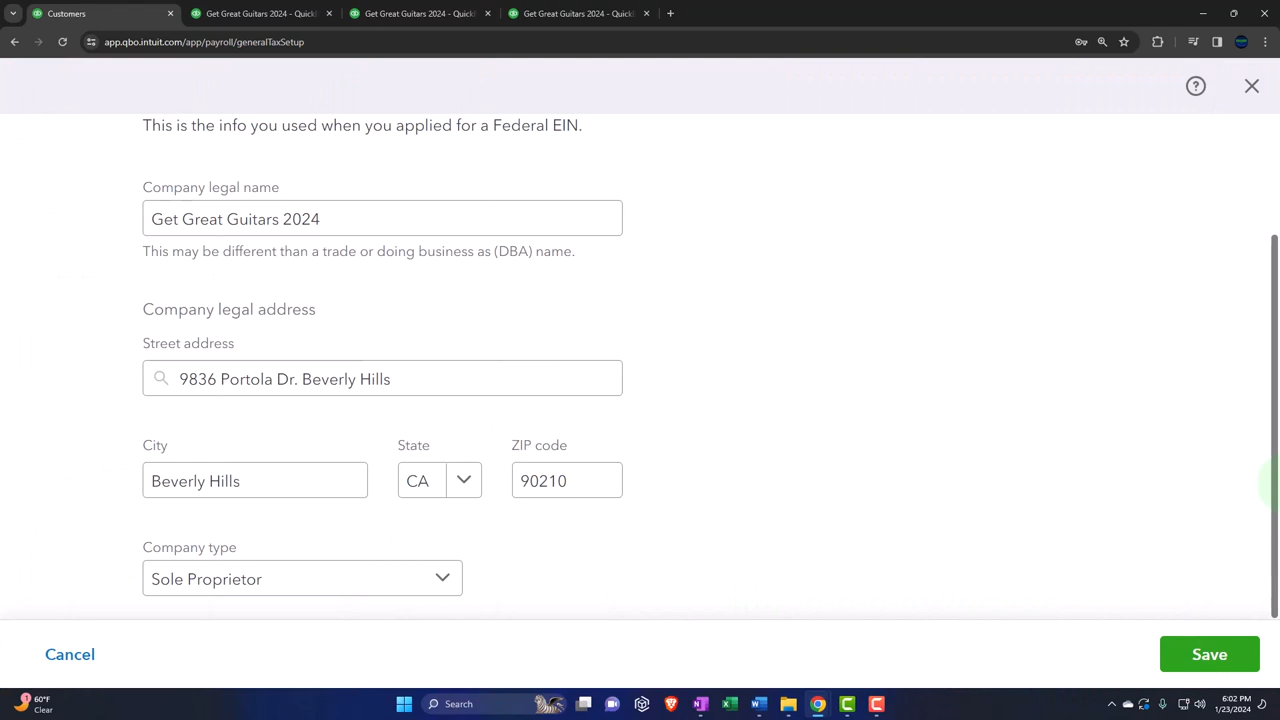 Customers
Get Great Guitars 2024 - Quick
Get Great Guitars 2024 - Quick
Get Great Guitars 2024 - Quick
app.qbo.intuit.com/app/payroll/generalTaxSetup
This is the info you used when you applied for a Federal EIN.
Company legal name
Get Great Guitars 2024
This may be different than a trade or doing business as (DBA) name.
Company legal address
Street address
9836 Portola Dr. Beverly Hills
City State ZIP code
Beverly Hills CA 90210
Company type
Sole Proprietor
Cancel Save
1 60°F
Clear
Search
6:02 PM
1/23/2024